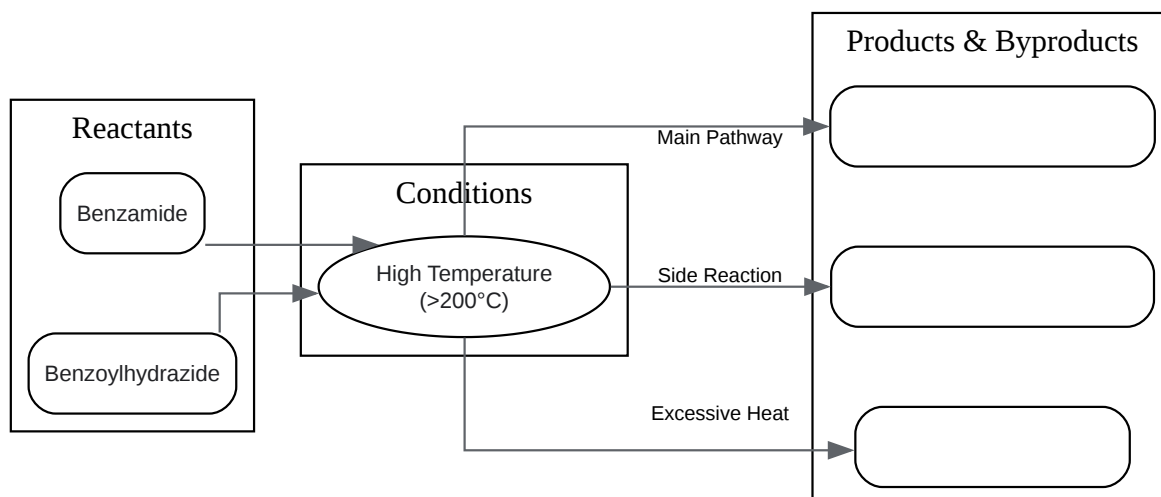 Reactants
Benzamide
Benzoylhydrazide
Conditions
High Temperature
(>200°C)
Main Pathway
Side Reaction
Excessive Heat
Products & Byproducts